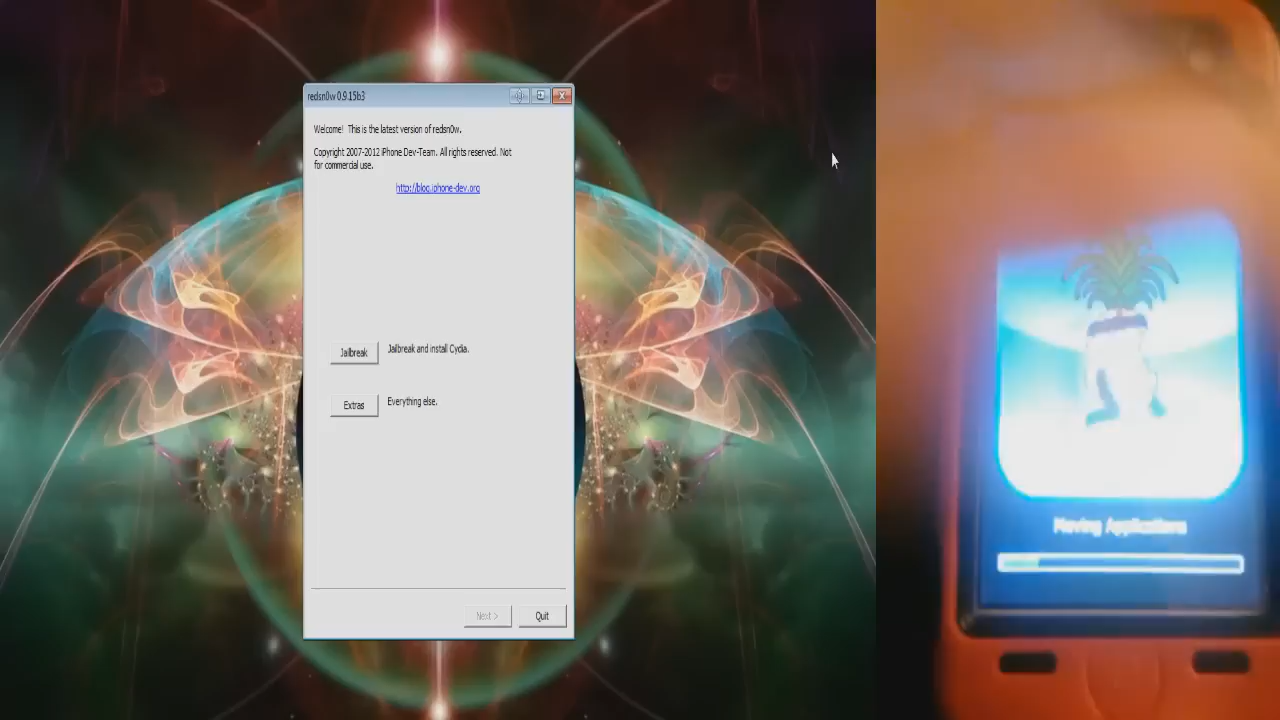 redsn0w 0.9.15b3
Welcome! This is the latest version of redsn0w.
Copyright 2007-2012 iPhone Dev-Team. All rights reserved. Not
for commercial use.
http://blog.iphone-dev.org
Jailbreak
Jailbreak and install Cydia.
Extras
Everything else.
Next >
Quit
Moving Applications